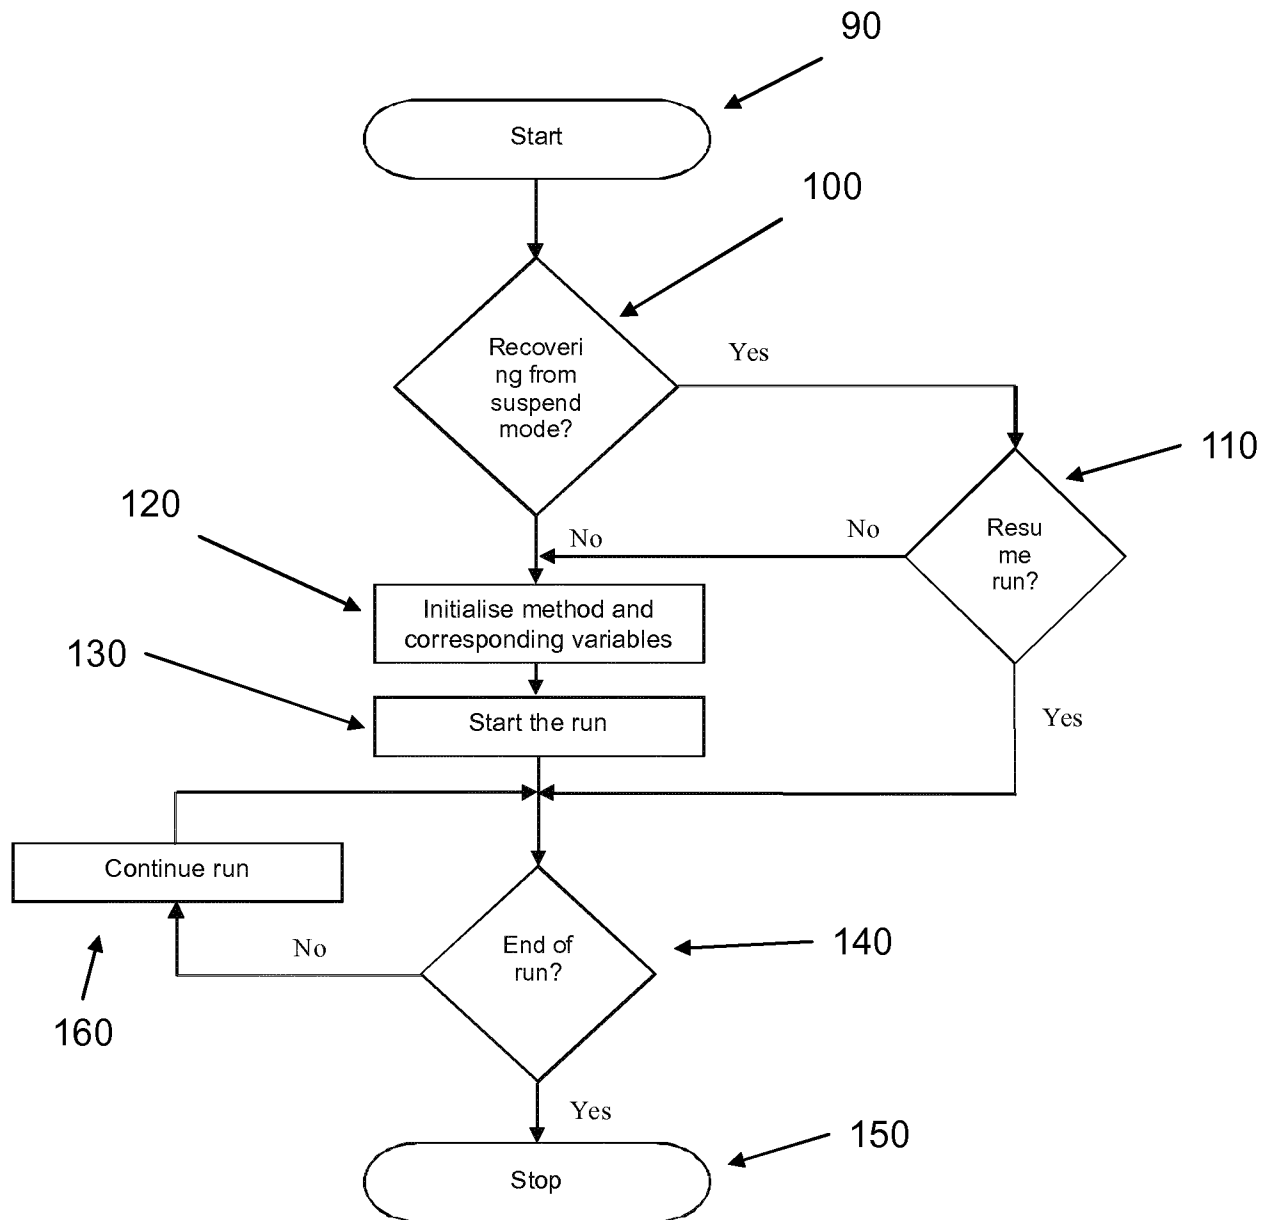 90
Start
100
Recoveri
ng from
suspend
mode?
Yes
110
Resu
me
run?
120
No
No
Initialise method and
corresponding variables
130
Start the run
Yes
Continue run
End of
run?
140
No
160
Yes
150
Stop